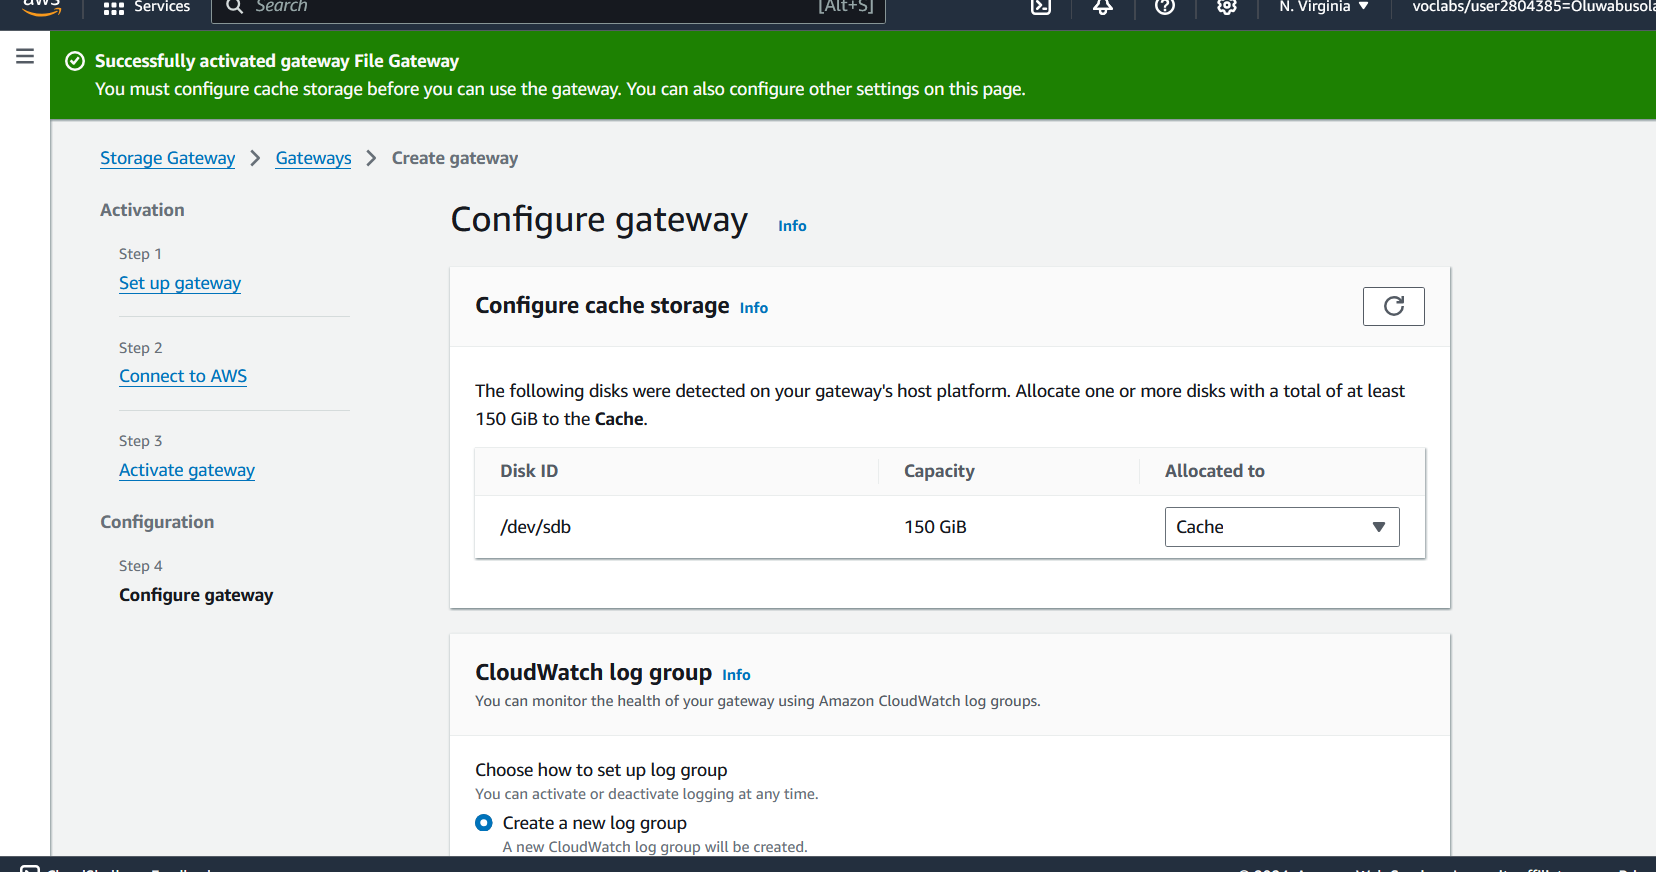 aws
Services
Search
[Alt+S]
N. Virginia
voclabs/user2804385=Oluwabusola
Successfully activated gateway File Gateway
You must configure cache storage before you can use the gateway. You can also configure other settings on this page.
Storage Gateway > Gateways > Create gateway
Activation
Step 1
Set up gateway
Step 2
Connect to AWS
Step 3
Activate gateway
Configuration
Step 4
Configure gateway
Configure gateway Info
Configure cache storage Info
The following disks were detected on your gateway's host platform. Allocate one or more disks with a total of at least
150 GiB to the Cache.
Disk ID Capacity Allocated to
/dev/sdb 150 GiB Cache
CloudWatch log group Info
You can monitor the health of your gateway using Amazon CloudWatch log groups.
Choose how to set up log group
You can activate or deactivate logging at any time.
Create a new log group
A new CloudWatch log group will be created.